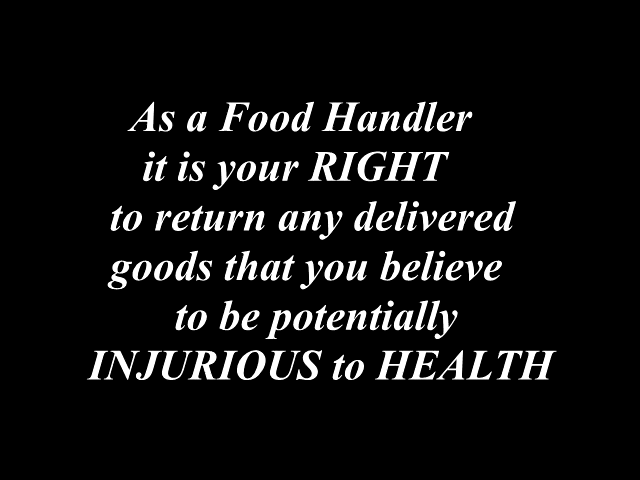 As a Food Handler
it is your RIGHT
to return any delivered
goods that you believe
to be potentially
INJURIOUS to HEALTH